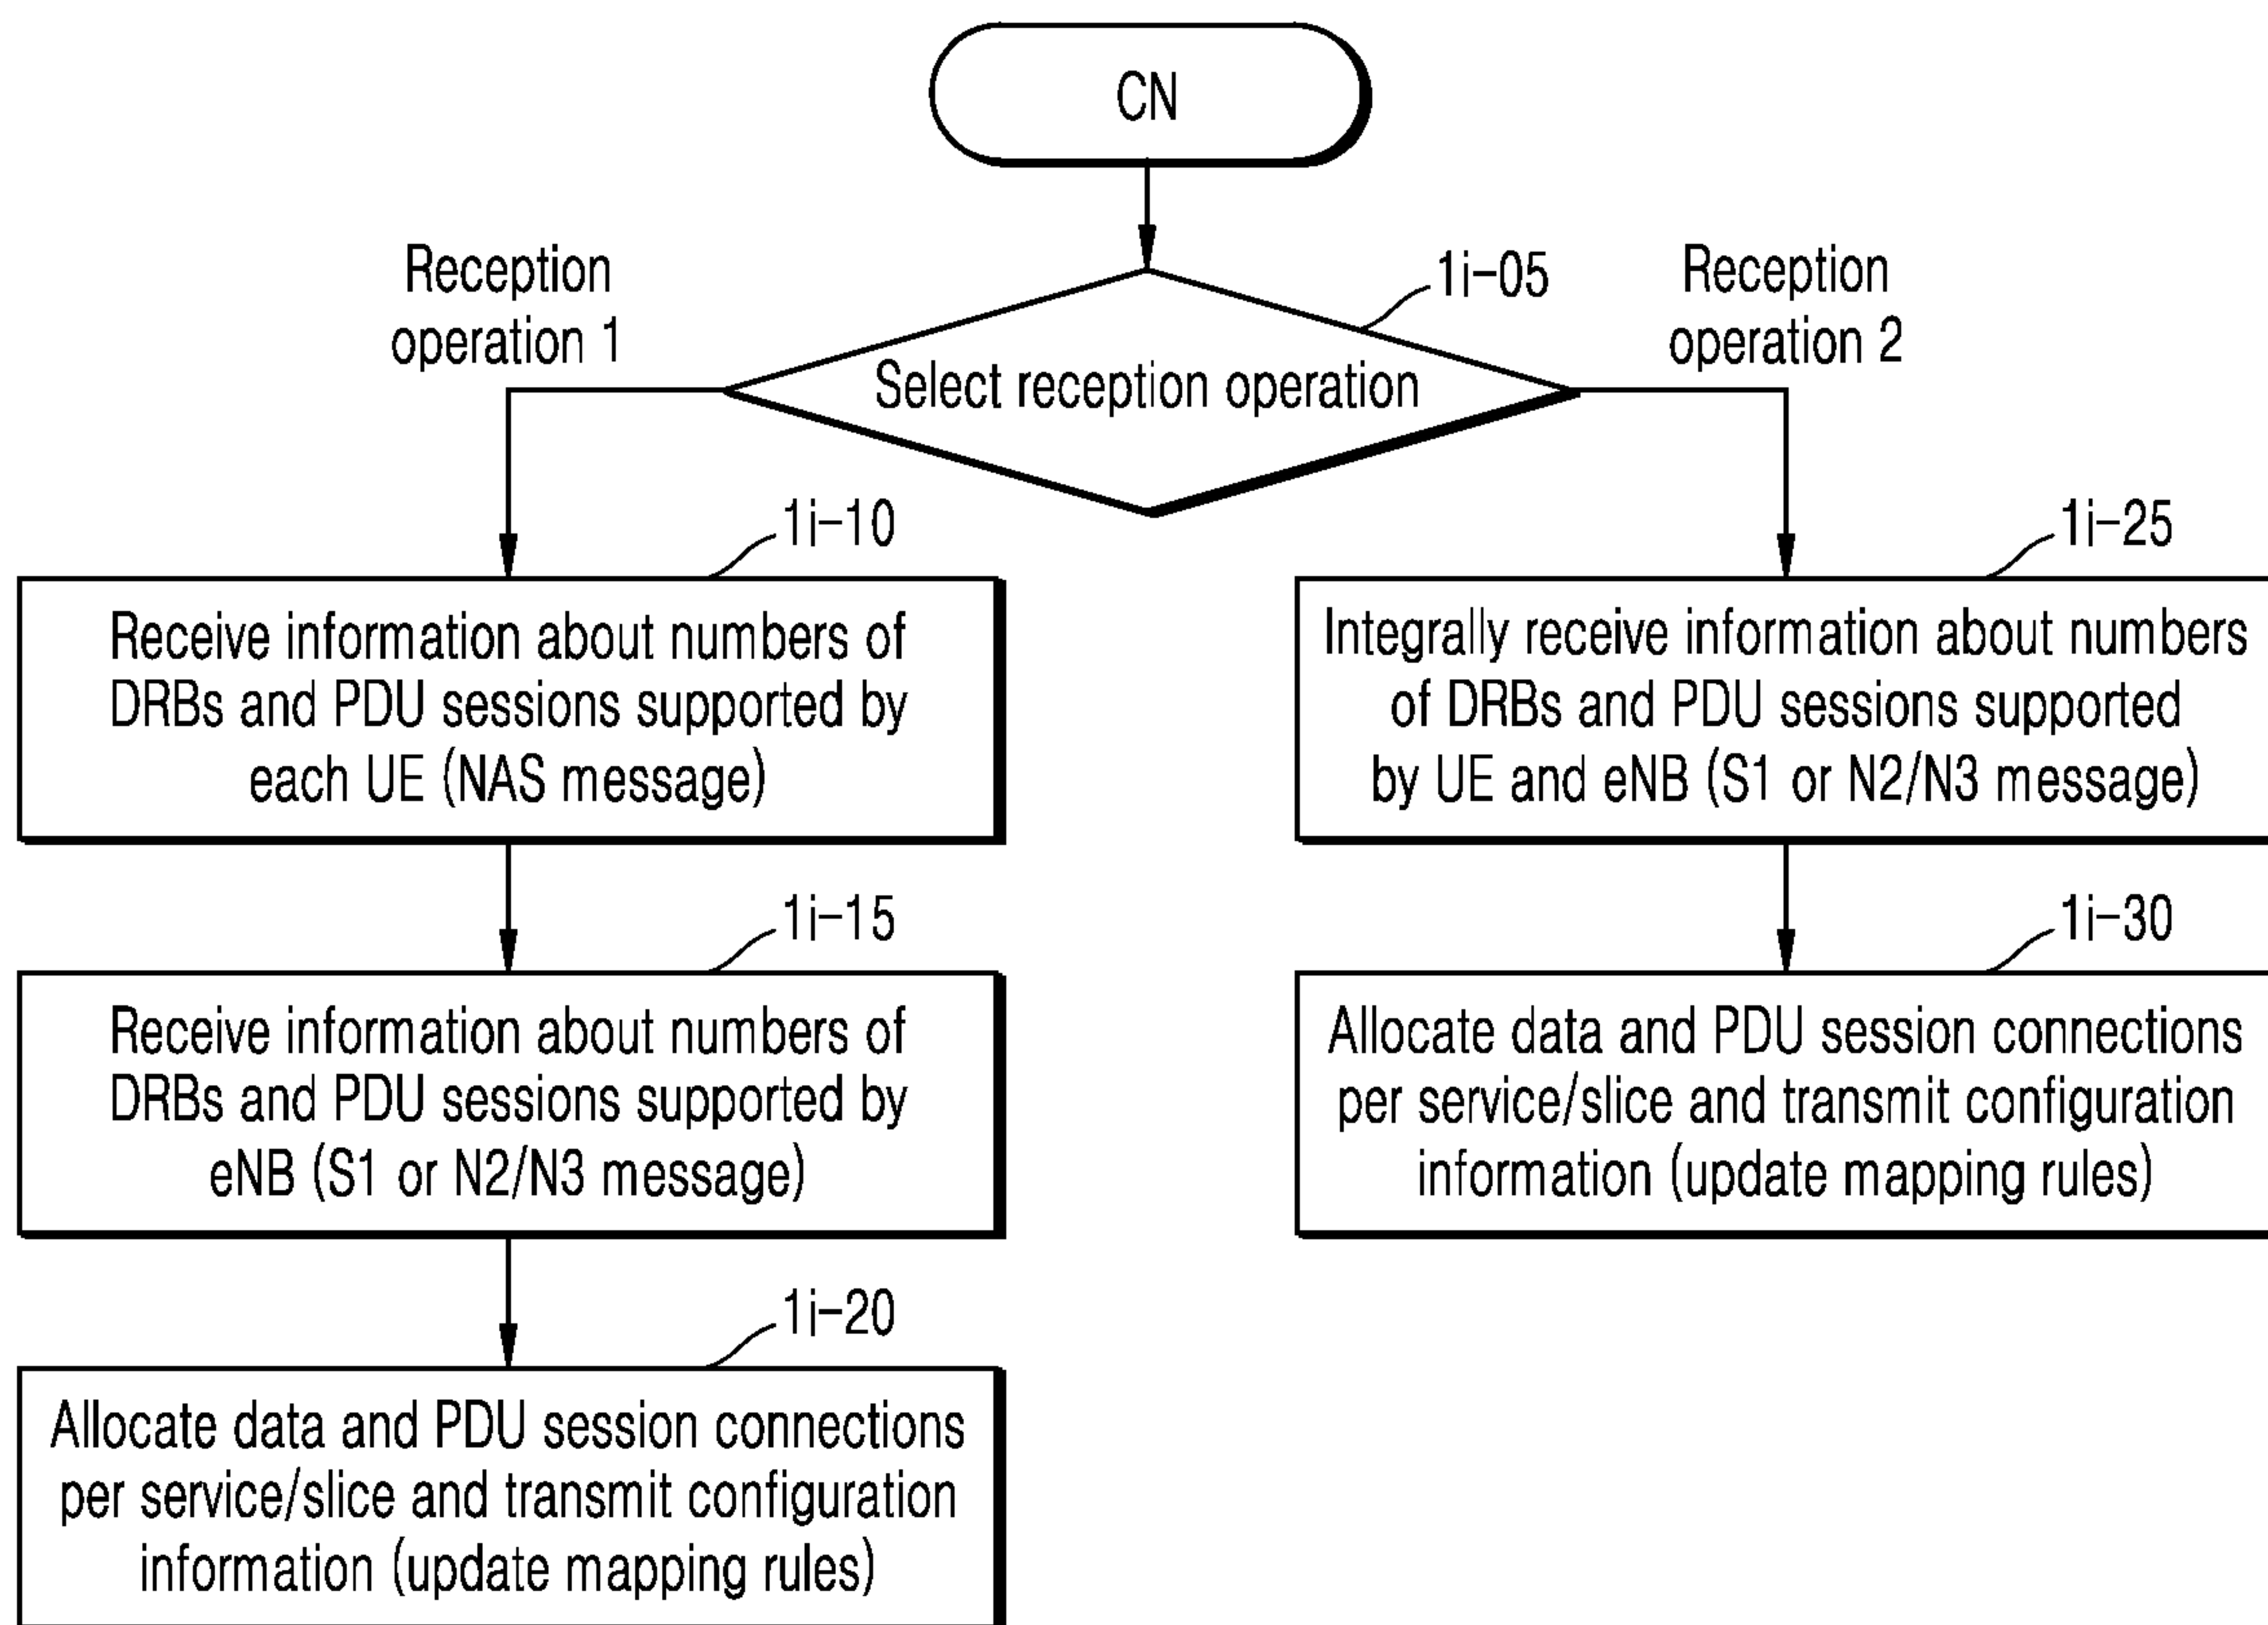 CN
Reception
operation 1
1i-05
Reception
operation 2
Select reception operation
1i-10
Receive information about numbers of
DRBs and PDU sessions supported by
each UE (NAS message)
1i-25
Integrally receive information about numbers
of DRBs and PDU sessions supported
by UE and eNB (S1 or N2/N3 message)
1i-15
Receive information about numbers of
DRBs and PDU sessions supported by
eNB (S1 or N2/N3 message)
1i-30
Allocate data and PDU session connections
per service/slice and transmit configuration
information (update mapping rules)
1i-20
Allocate data and PDU session connections
per service/slice and transmit configuration
information (update mapping rules)